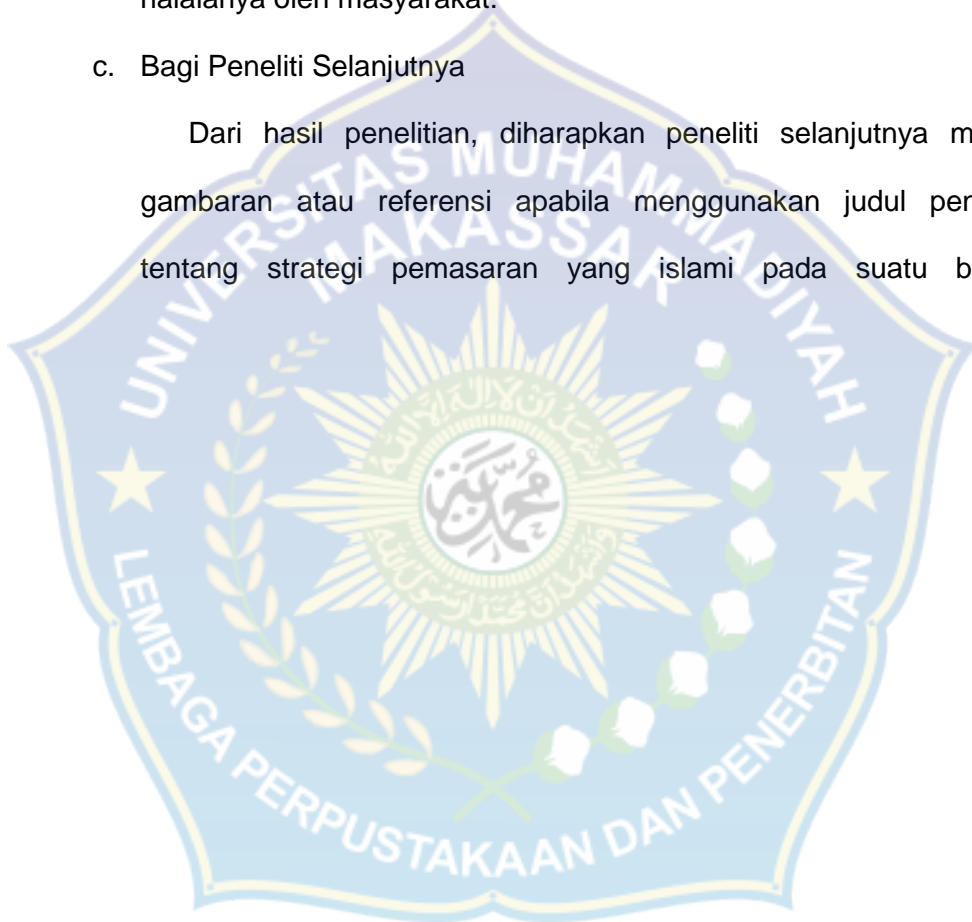 halalanya oleh masyarakat.
c. Bagi Peneliti Selanjutnya
Dari hasil penelitian, diharapkan peneliti selanjutnya m
gambaran atau referensi apabila menggunakan judul pen
tentang strategi pemasaran yang islami pada suatu b
UNIVERSITAS MUHAMMADIYAH
MAKASSAR
LEMBAGA PERPUSTAKAAN DAN PENERBITAN